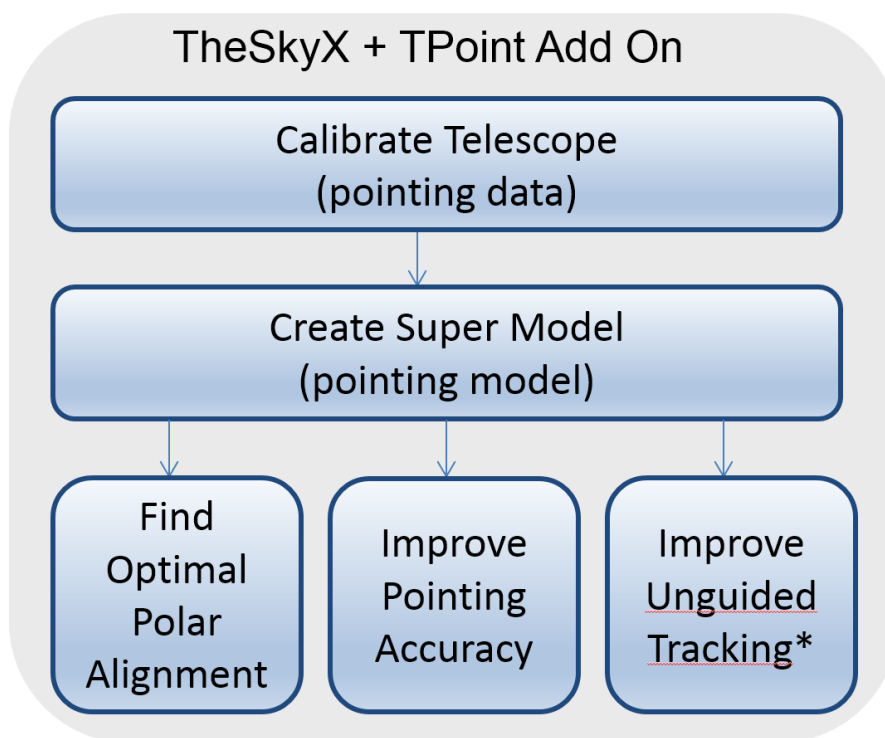 TheSkyX + TPoint Add On
Calibrate Telescope
(pointing data)
Create Super Model
(pointing model)
Find
Optimal
Polar
Alignment
Improve
Pointing
Accuracy
Improve
Unguided
Tracking*